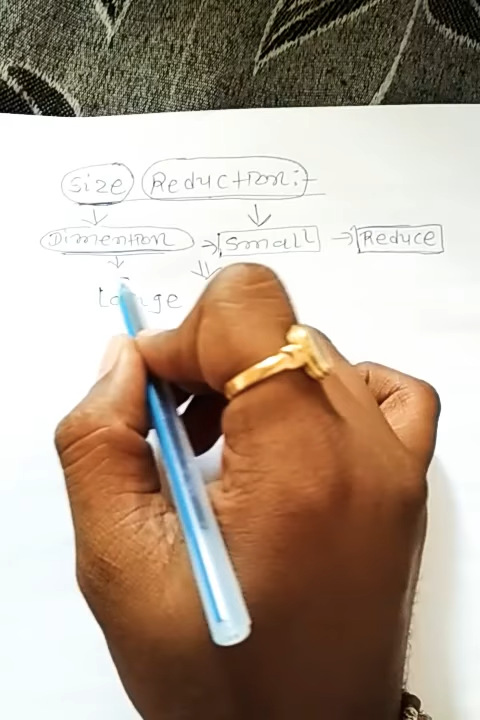 Size Reduction:-
Dimention → Small → Reduce